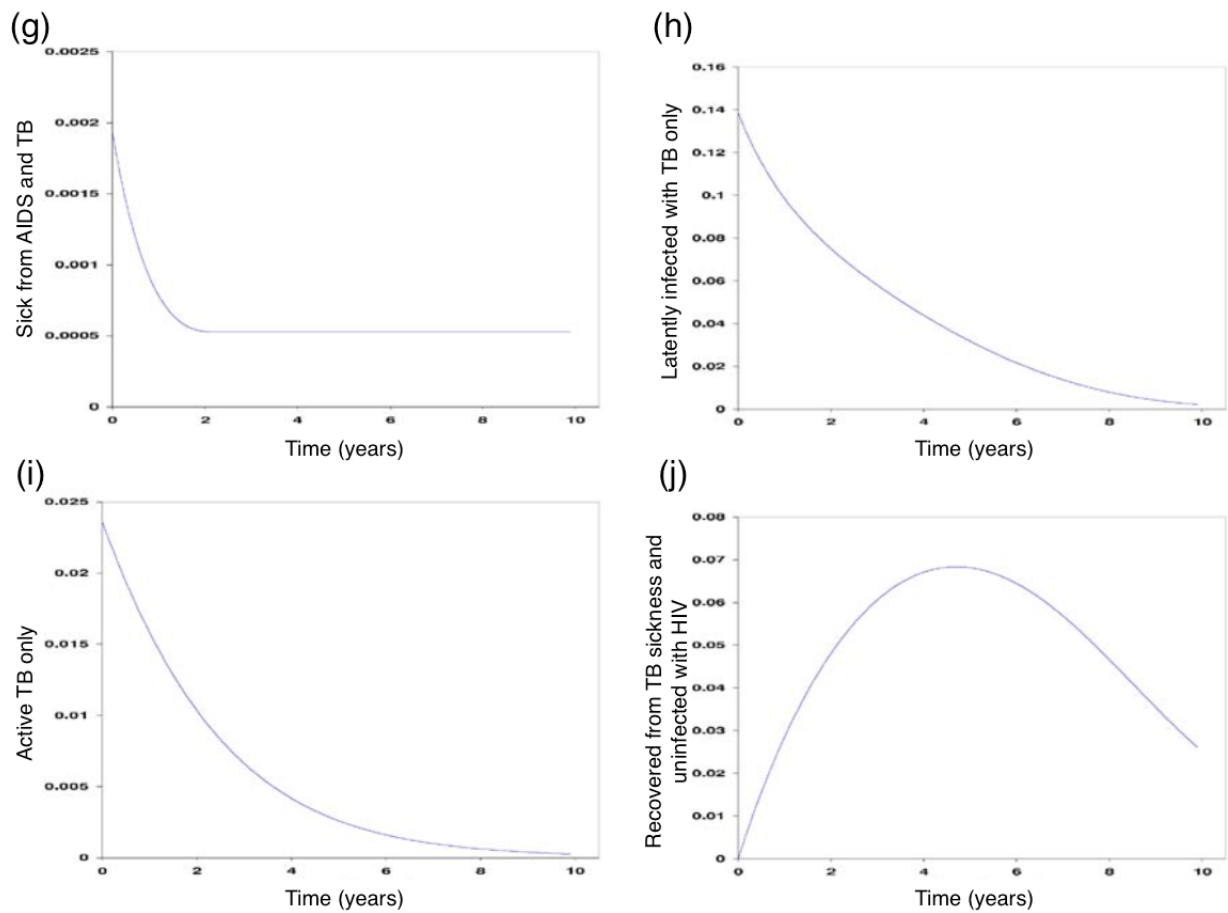 (g)
0.0025
0.002
0.0015
0.001
0.0005
0
0 2 4 6 8 10
Sick from AIDS and TB
Time (years)
(h)
0.16
0.14
0.12
0.1
0.08
0.06
0.04
0.02
0
0 2 4 6 8 10
Latently infected with TB only
Time (years)
(i)
0.025
0.02
0.015
0.01
0.005
0
0 2 4 6 8 10
Active TB only
Time (years)
(j)
0.08
0.07
0.06
0.05
0.04
0.03
0.02
0.01
0
0 2 4 6 8 10
Recovered from TB sickness and
uninfected with HIV
Time (years)